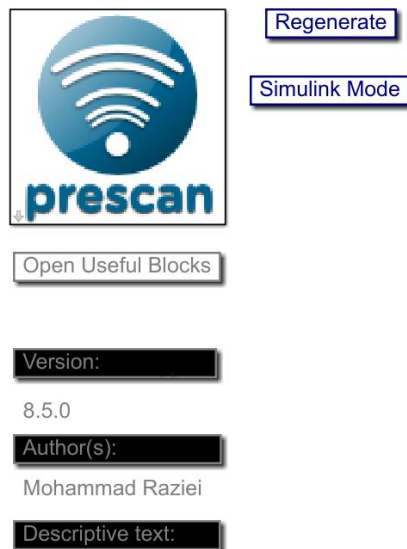 Regenerate
Simulink Mode
prescan
Open Useful Blocks
Version:
8.5.0
Author(s):
Mohammad Raziei
Descriptive text: